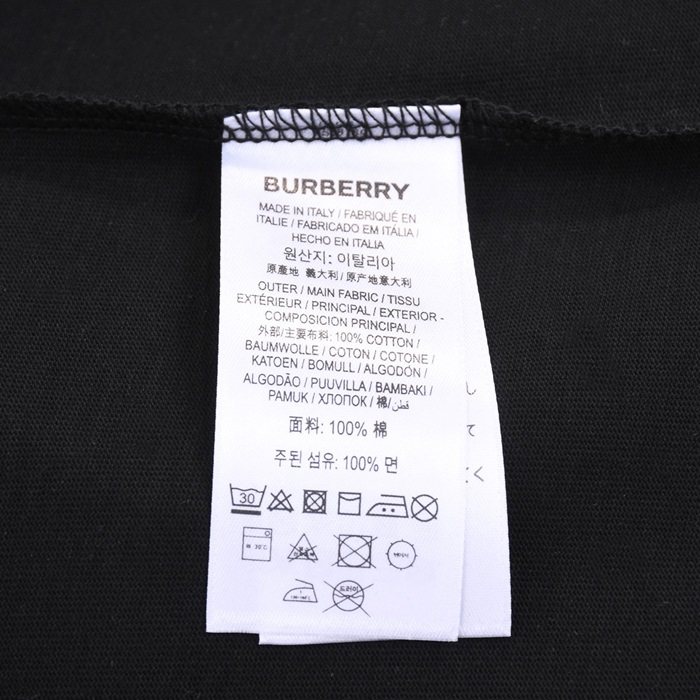 BURBERRY
MADE IN ITALY / FABRIQUÉ EN
ITALIE / FABRICADO EM ITÁLIA /
HECHO EN ITALIA
원산지: 이탈리아
原產地 義大利 / 原产地意大利
OUTER / MAIN FABRIC / TISSU
EXTÉRIEUR / PRINCIPAL / EXTERIOR -
COMPOSICION PRINCIPAL /
外部/主要布料: 100% COTTON /
BAUMWOLLE / COTON / COTONE /
KATOEN / BOMULL / ALGODÓN /
ALGODÃO / PUUVILLA / BAMBAKI /
PAMUK / ХЛОПОК / 棉/ قطن
面料: 100% 棉
주된 섬유: 100% 면
30
드라이